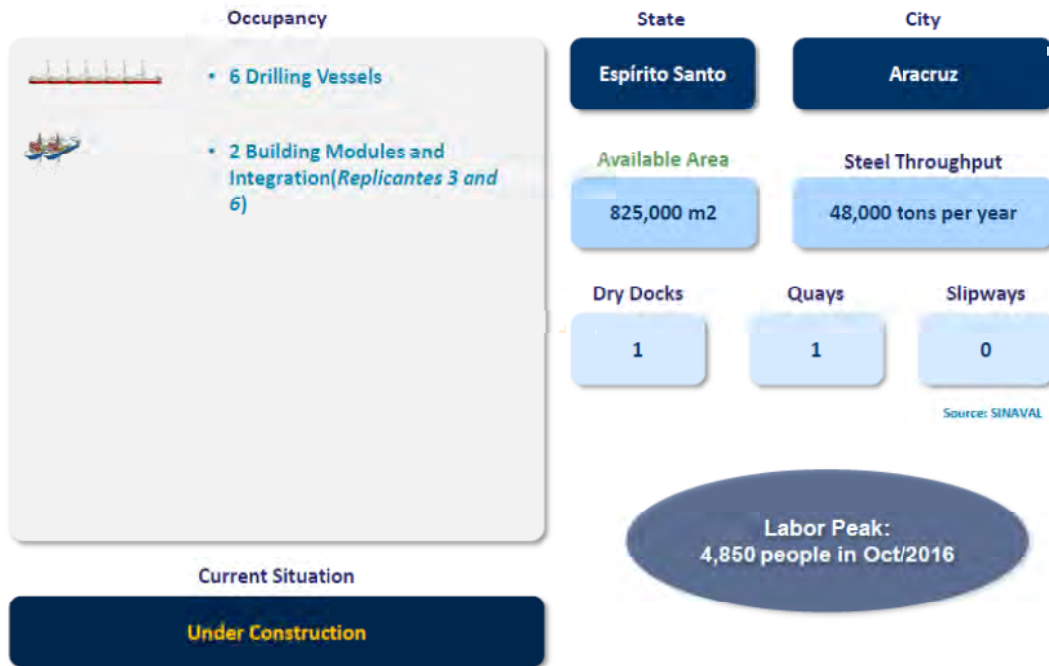 Occupancy
• 6 Drilling Vessels
• 2 Building Modules and
Integration(Replicantes 3 and
6)
Current Situation
Under Construction
State
City
Espírito Santo
Aracruz
Available Area
Steel Throughput
825,000 m2
48,000 tons per year
Dry Docks
Quays
Slipways
1
1
0
Source: SINAVAL
Labor Peak:
4,850 people in Oct/2016